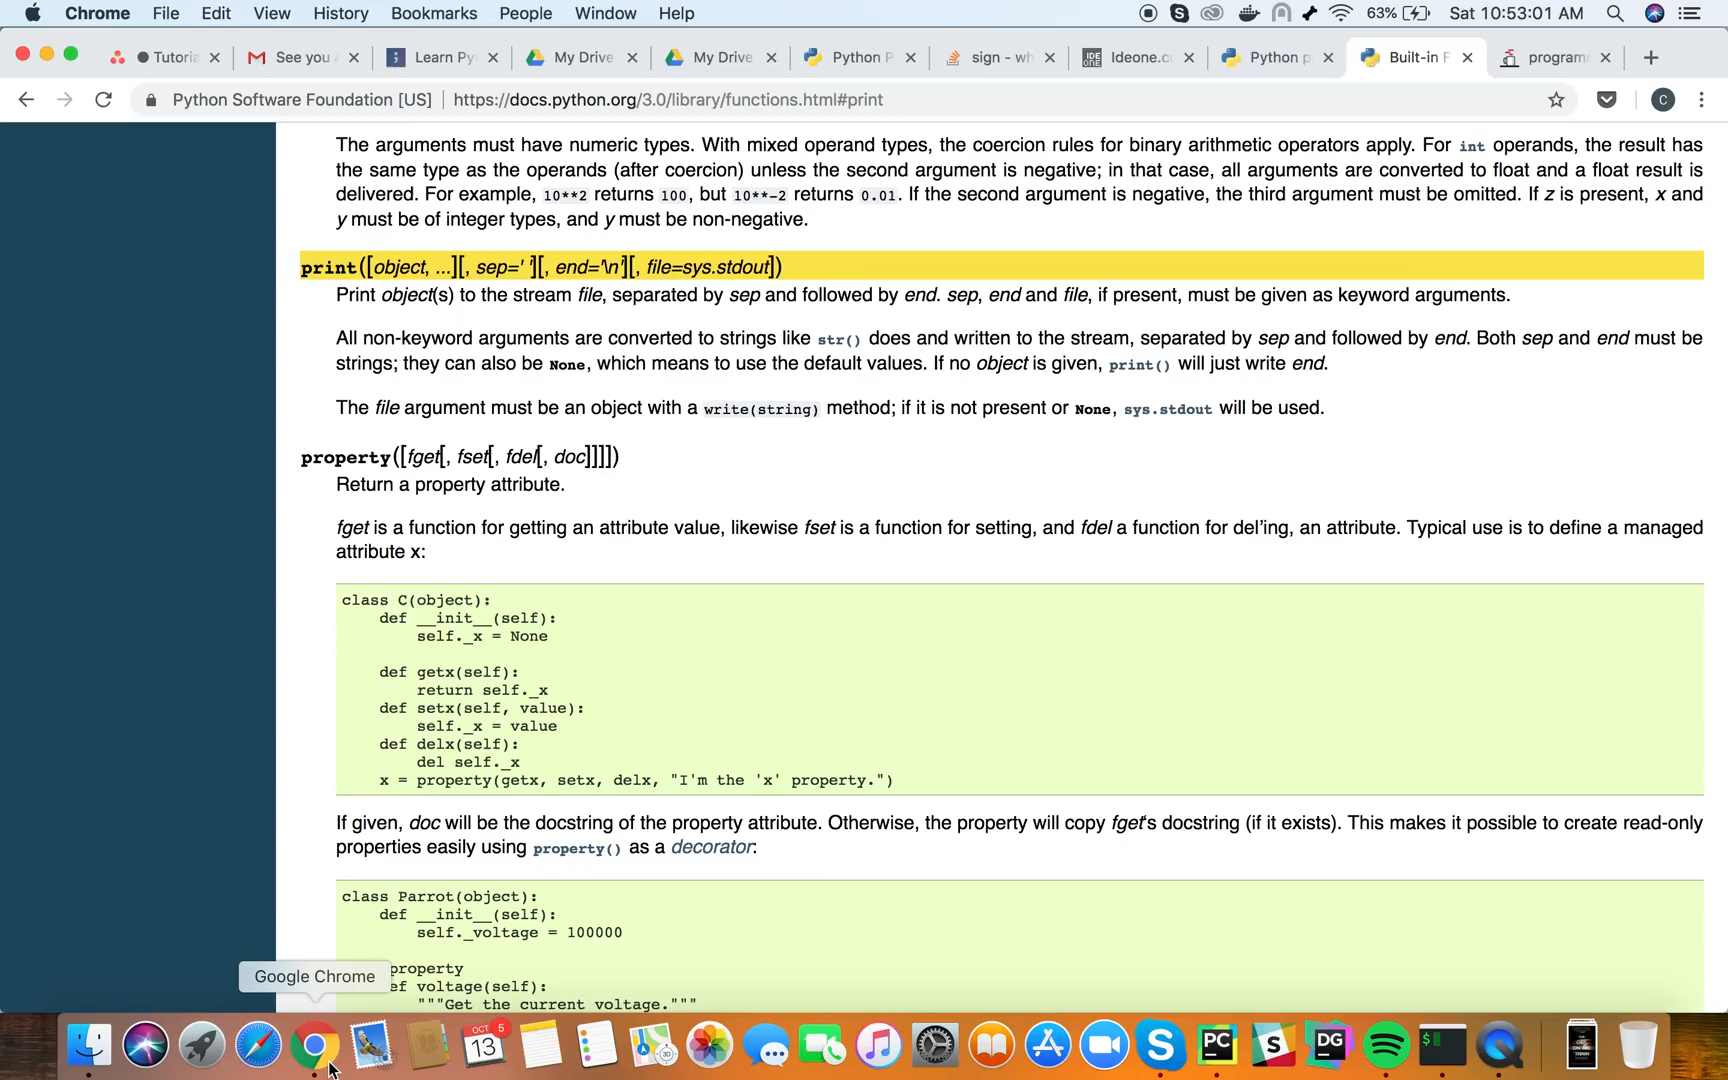 Chrome File Edit View History Bookmarks People Window Help 63% Sat 10:53:01 AM
Tutoria See you Learn Py My Drive My Drive Python P sign - wh Ideone.c Python p Built-in F program
Python Software Foundation [US] https://docs.python.org/3.0/library/functions.html#print C
The arguments must have numeric types. With mixed operand types, the coercion rules for binary arithmetic operators apply. For int operands, the result has
the same type as the operands (after coercion) unless the second argument is negative; in that case, all arguments are converted to float and a float result is
delivered. For example, 10**2 returns 100, but 10**-2 returns 0.01. If the second argument is negative, the third argument must be omitted. If z is present, x and
y must be of integer types, and y must be non-negative.
print([object, ...][, sep=' '][, end='\n'][, file=sys.stdout])
Print object(s) to the stream file, separated by sep and followed by end. sep, end and file, if present, must be given as keyword arguments.
All non-keyword arguments are converted to strings like str() does and written to the stream, separated by sep and followed by end. Both sep and end must be
strings; they can also be None, which means to use the default values. If no object is given, print() will just write end.
The file argument must be an object with a write(string) method; if it is not present or None, sys.stdout will be used.
property([fget[, fset[, fdel[, doc]]]])
Return a property attribute.
fget is a function for getting an attribute value, likewise fset is a function for setting, and fdel a function for del’ing, an attribute. Typical use is to define a managed
attribute x:
class C(object):
def __init__(self):
self._x = None
def getx(self):
return self._x
def setx(self, value):
self._x = value
def delx(self):
del self._x
x = property(getx, setx, delx, "I'm the 'x' property.")
If given, doc will be the docstring of the property attribute. Otherwise, the property will copy fget's docstring (if it exists). This makes it possible to create read-only
properties easily using property() as a decorator:
class Parrot(object):
def __init__(self):
self._voltage = 100000
property
ef voltage(self):
"""Get the current voltage."""
Google Chrome
OCT 5
13
PC
S
DG
$